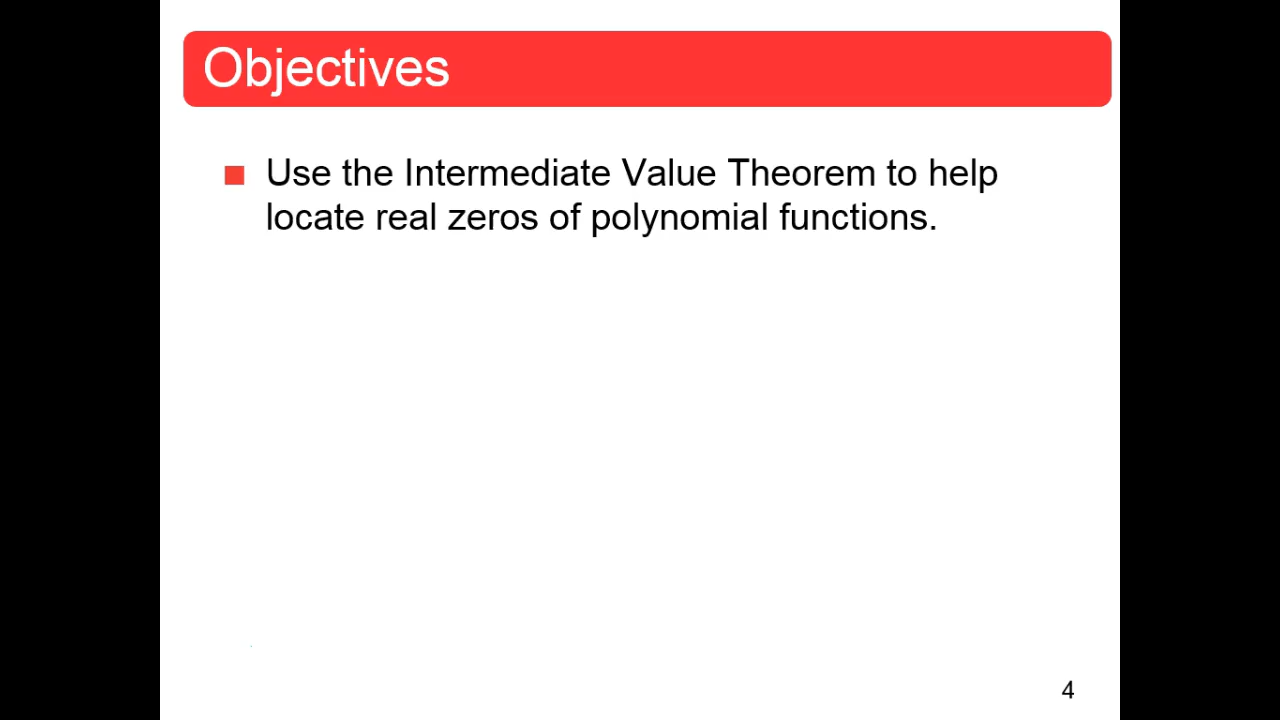 Objectives
Use the Intermediate Value Theorem to help
locate real zeros of polynomial functions.
4